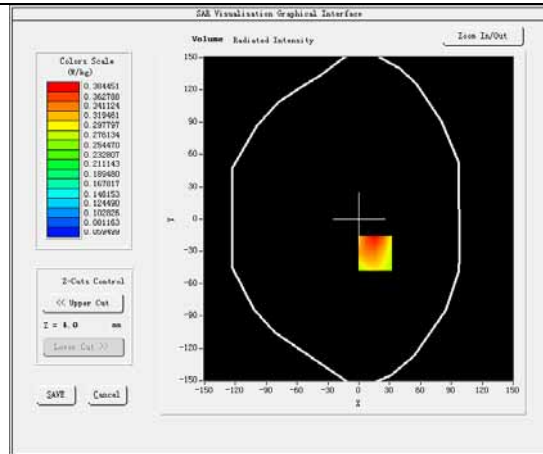 SAR Visualisation Graphical Interface
Volume Radiated Intensity
Zoom In/Out
Colors Scale
(W/kg)
0.384451
0.362788
0.341124
0.319461
0.297797
0.276134
0.254470
0.232807
0.211143
0.189480
0.167817
0.146153
0.124490
0.102826
0.081163
Z-Cuts Control
<< Upper Cut
Z = 4.0 mm
Lower Cut >>
SAVE Cancel
150
120
90
60
30
0
-30
-60
-90
-120
-150
Y
-150 -120 -90 -60 -30 0 30 60 90 120 150
X